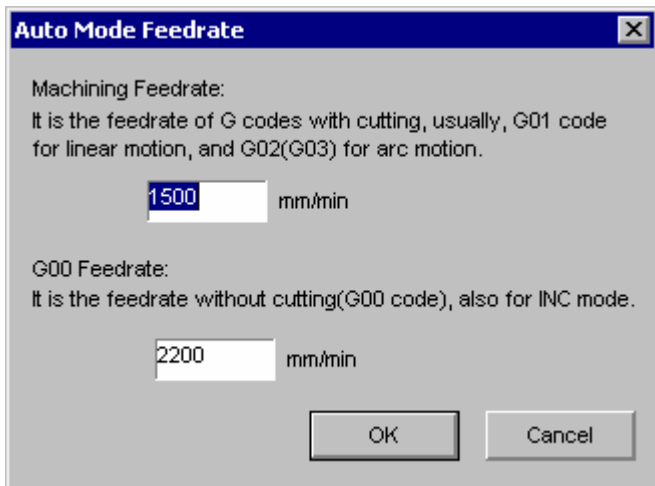 Auto Mode Feedrate
Machining Feedrate:
It is the feedrate of G codes with cutting, usually, G01 code
for linear motion, and G02(G03) for arc motion.
1500 mm/min
G00 Feedrate:
It is the feedrate without cutting(G00 code), also for INC mode.
2200 mm/min
OK Cancel